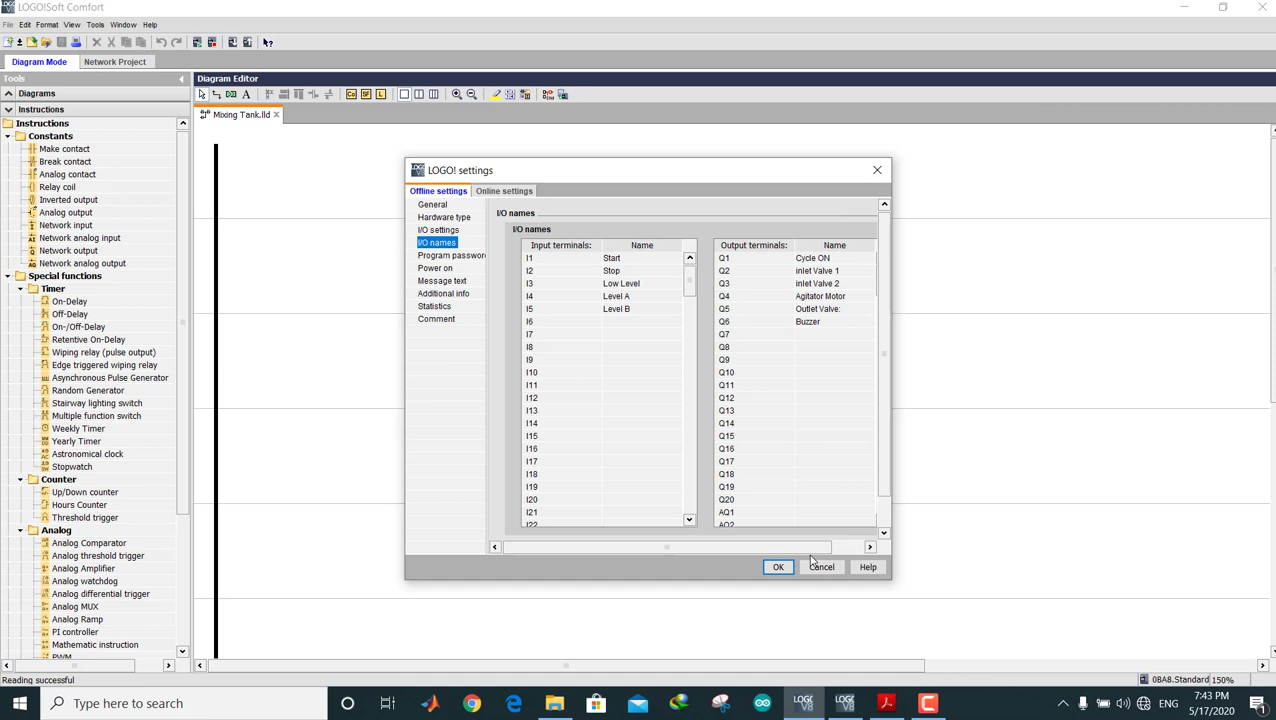 LOGO!Soft Comfort
File Edit Format View Tools Window Help
Diagram Mode Network Project
Tools
Diagrams
Instructions
Instructions
Constants
Make contact
Break contact
Analog contact
Relay coil
Inverted output
Analog output
Network input
Network analog input
Network output
Network analog output
Special functions
Timer
On-Delay
Off-Delay
On-/Off-Delay
Retentive On-Delay
Wiping relay (pulse output)
Edge triggered wiping relay
Asynchronous Pulse Generator
Random Generator
Stairway lighting switch
Multiple function switch
Weekly Timer
Yearly Timer
Astronomical clock
Stopwatch
Counter
Up/Down counter
Hours Counter
Threshold trigger
Analog
Analog Comparator
Analog threshold trigger
Analog Amplifier
Analog watchdog
Analog differential trigger
Analog MUX
Analog Ramp
PI controller
Mathematic instruction
PWM
Diagram Editor
Co SF L
Mixing Tank.lld
LOGO! settings
Offline settings Online settings
General
Hardware type
I/O settings
I/O names
Program password
Power on
Message text
Additional info
Statistics
Comment
I/O names
I/O names
Input terminals: Name Output terminals: Name
I1 Start Q1 Cycle ON
I2 Stop Q2 inlet Valve 1
I3 Low Level Q3 inlet Valve 2
I4 Level A Q4 Agitator Motor
I5 Level B Q5 Outlet Valve:
I6 Q6 Buzzer
I7 Q7
I8 Q8
I9 Q9
I10 Q10
I11 Q11
I12 Q12
I13 Q13
I14 Q14
I15 Q15
I16 Q16
I17 Q17
I18 Q18
I19 Q19
I20 Q20
I21 AQ1
I22 AQ2
OK Cancel Help
Reading successful
0BA8.Standard 150%
Type here to search
ENG
7:43 PM
5/17/2020